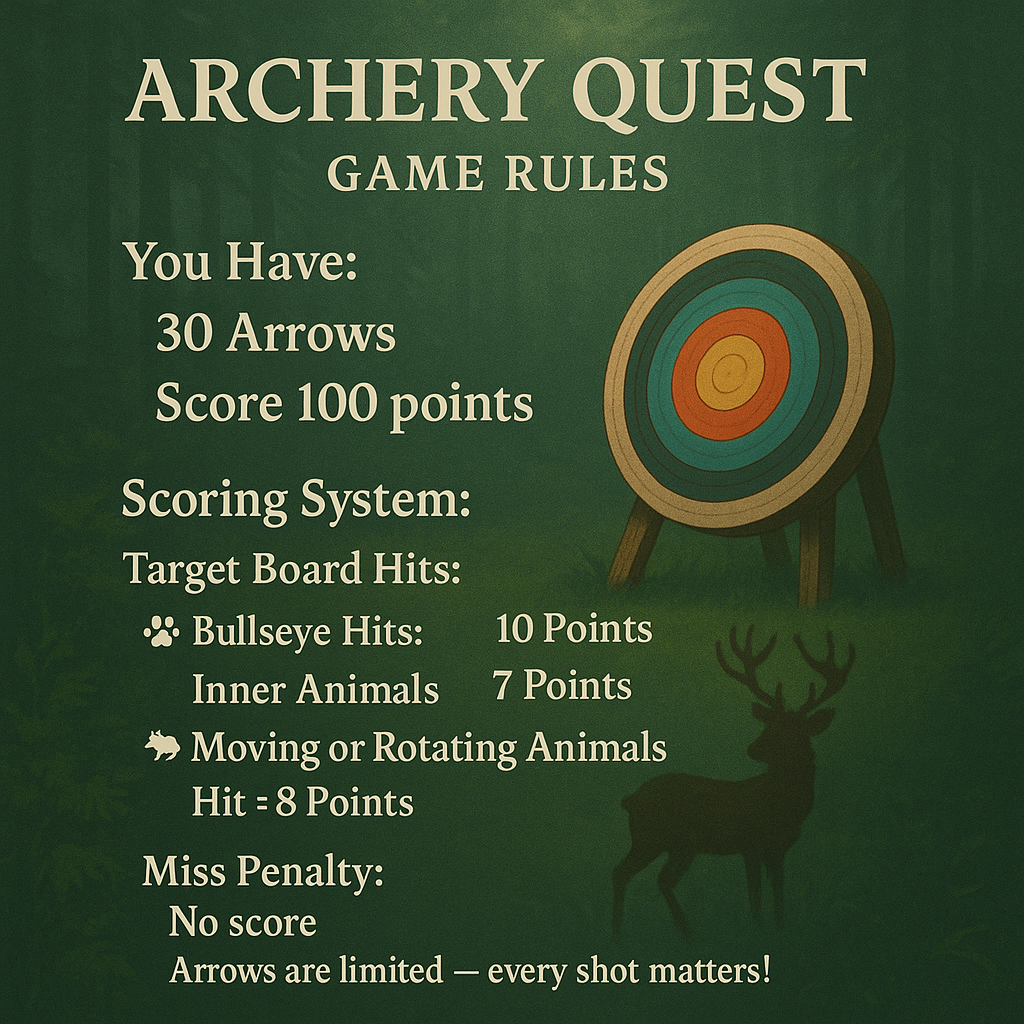 ARCHERY QUEST
GAME RULES
You Have:
30 Arrows
Score 100 points
Scoring System:
Target Board Hits:
Bullseye Hits: 10 Points
Inner Animals 7 Points
Moving or Rotating Animals
Hit = 8 Points
Miss Penalty:
No score
Arrows are limited — every shot matters!